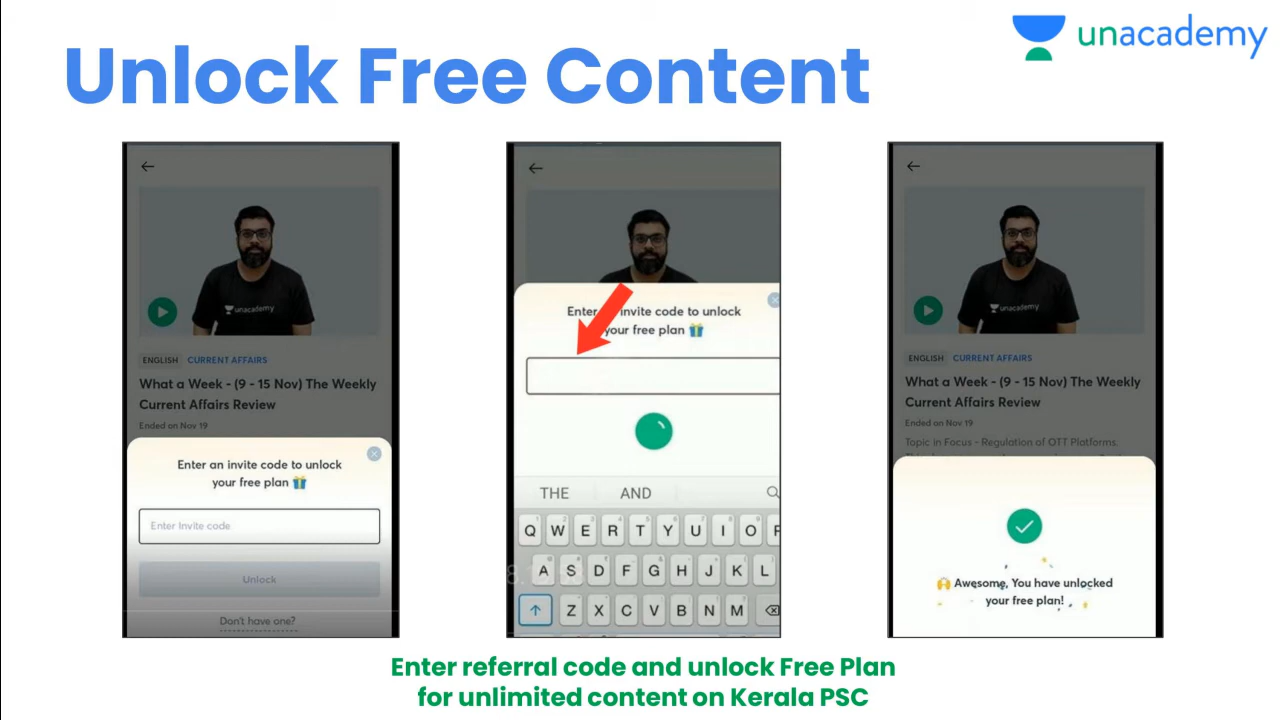 unacademy
Unlock Free Content
unacademy
ENGLISH CURRENT AFFAIRS
What a Week - (9 - 15 Nov) The Weekly
Current Affairs Review
Ended on Nov 19
Enter an invite code to unlock
your free plan
Enter Invite code
Unlock
Don't have one?
Enter invite code to unlock
your free plan
THE AND
Q W E R T Y U I O P
A S D F G H J K L
Z X C V B N M
unacademy
ENGLISH CURRENT AFFAIRS
What a Week - (9 - 15 Nov) The Weekly
Current Affairs Review
Ended on Nov 19
Topic in Focus - Regulation of OTT Platforms.
Awesome, You have unlocked
your free plan!
Enter referral code and unlock Free Plan
for unlimited content on Kerala PSC